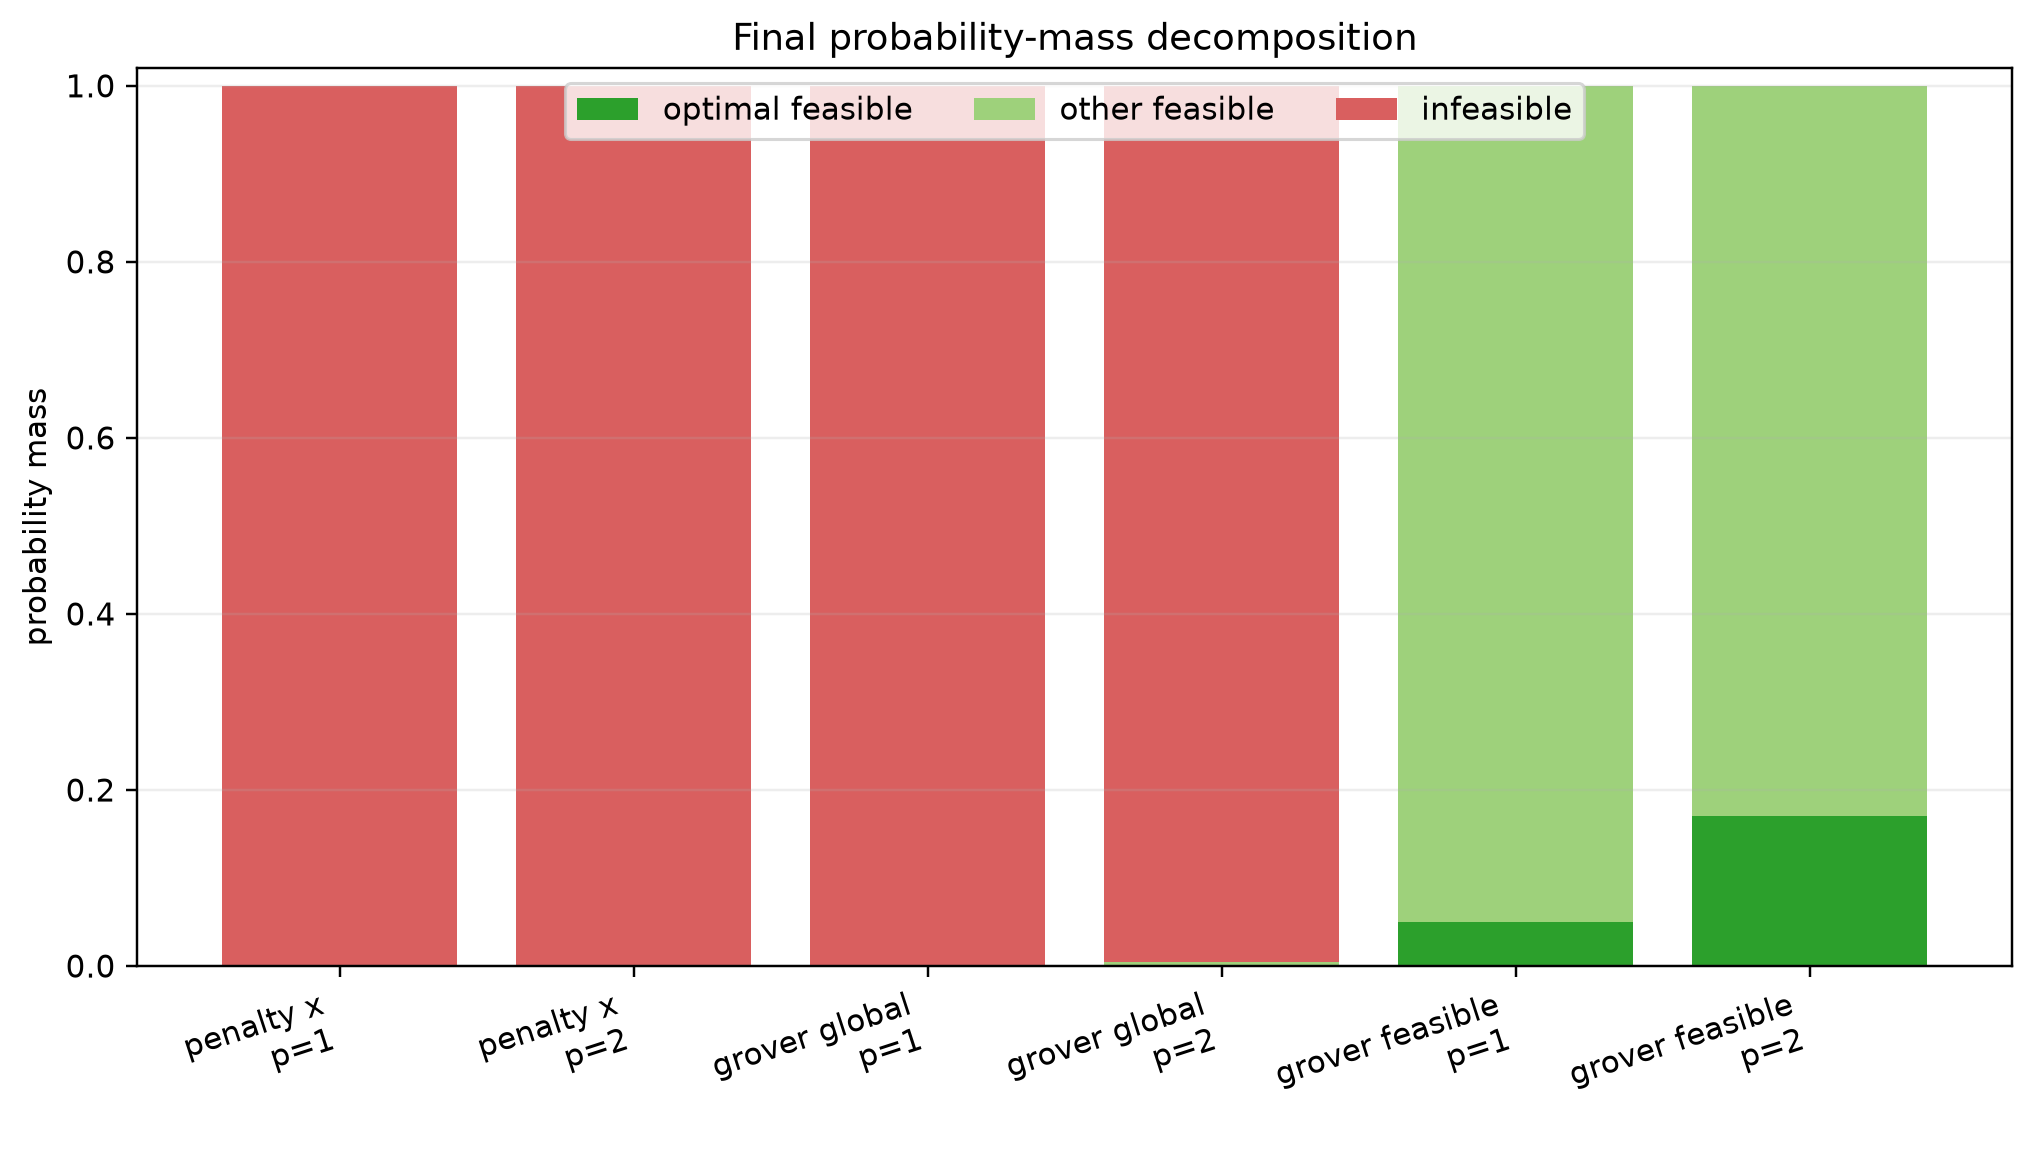 Final probability-mass decomposition
optimal feasible
other feasible
infeasible
probability mass
1.0
0.8
0.6
0.4
0.2
0.0
penalty x
p=1
penalty x
p=2
grover global
p=1
grover global
p=2
grover feasible
p=1
grover feasible
p=2